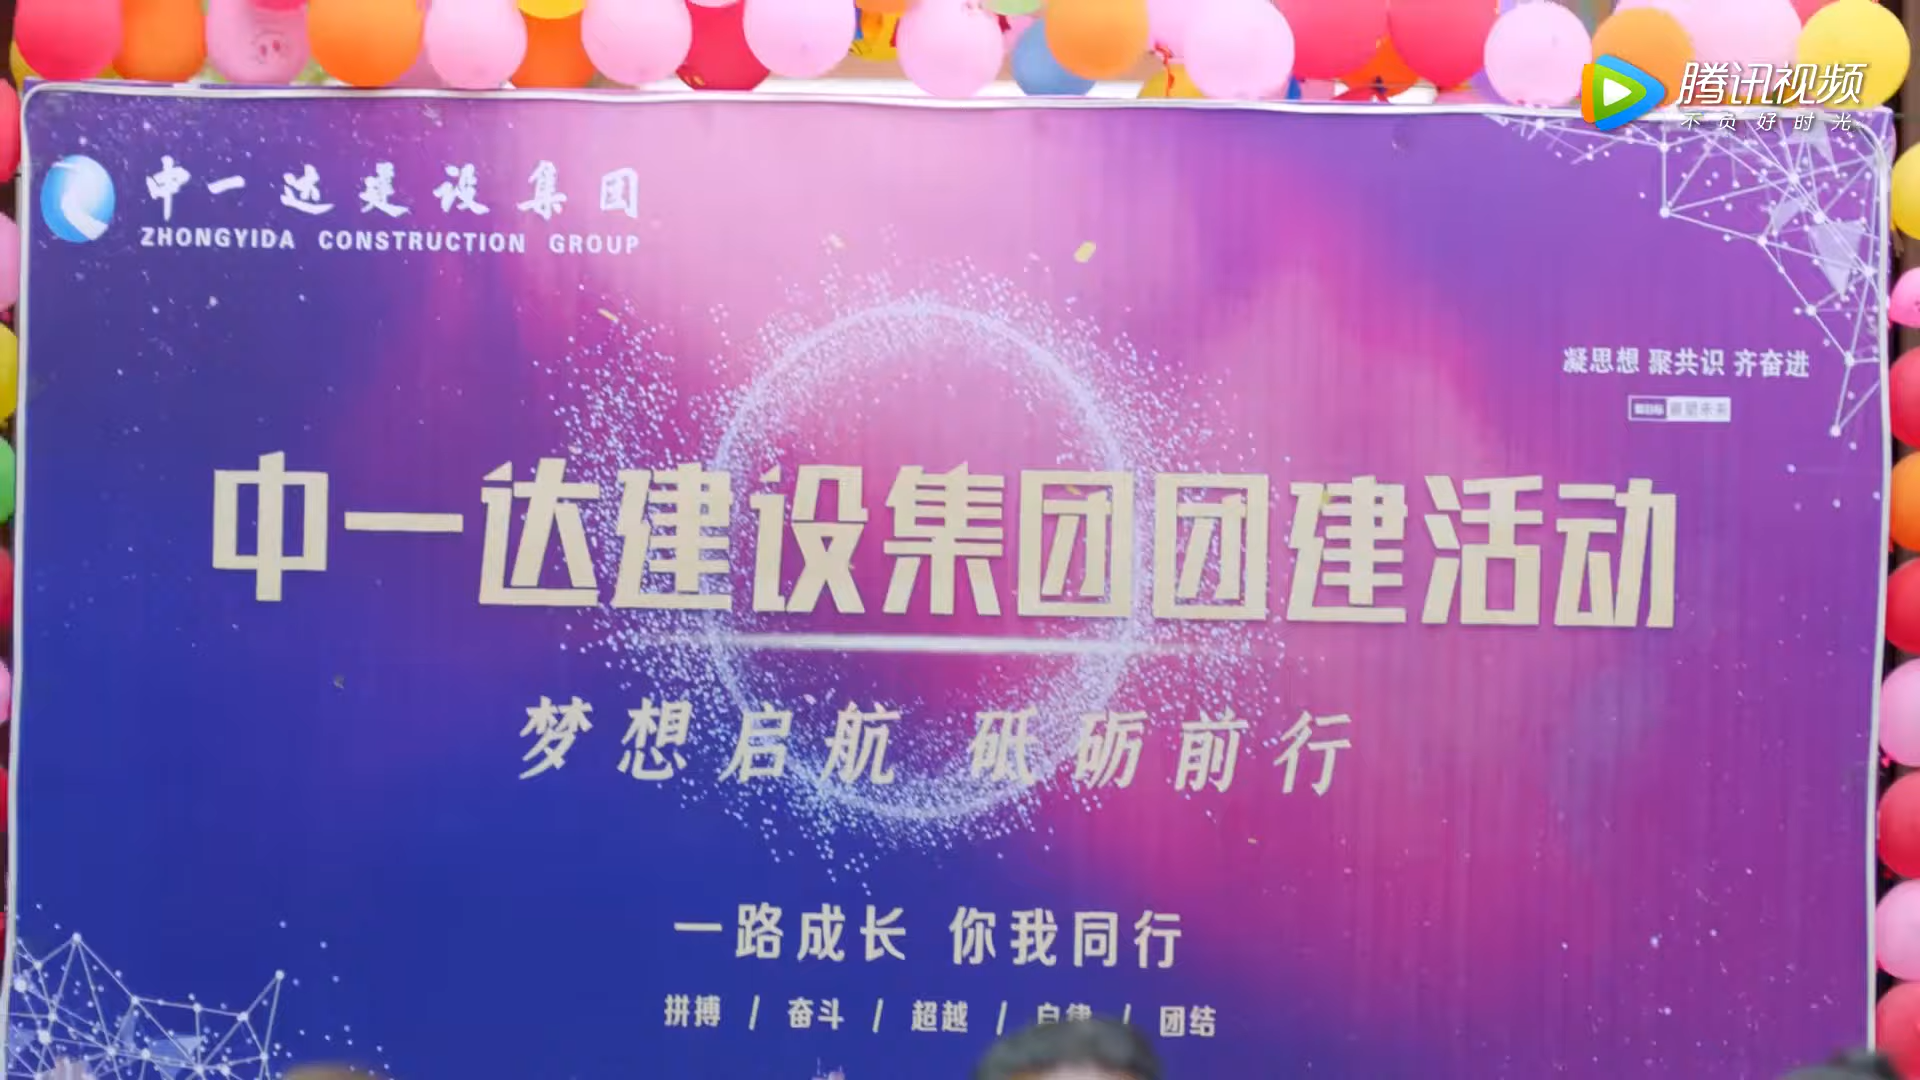 腾讯视频
不负好时光
中一达建设集团
ZHONGYIDA CONSTRUCTION GROUP
凝思想 聚共识 齐奋进
中一达建设集团团建活动
梦想启航 砥砺前行
一路成长 你我同行
拼搏 / 奋斗 / 超越 / 自律 / 团结